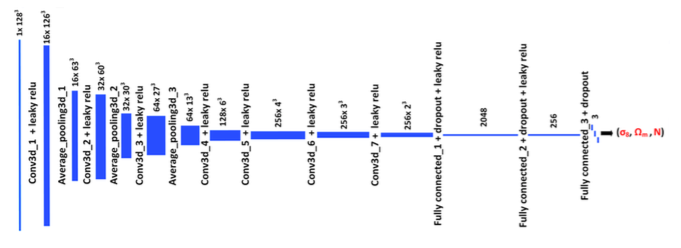 1x 128³
Conv3d_1 + leaky relu
16x 126³
Average_pooling3d_1
16x 63³
Conv3d_2 + leaky relu
32x 60³
Average_pooling3d_2
32x 30³
Conv3d_3 + leaky relu
64x 27³
Average_pooling3d_3
64x 13³
Conv3d_4 + leaky relu
128x 6³
Conv3d_5 + leaky relu
256x 4³
Conv3d_6 + leaky relu
256x 3³
Conv3d_7 + leaky relu
256x 2³
Fully connected_1 + dropout + leaky relu
2048
Fully connected_2 + dropout + leaky relu
256
Fully connected_3 + dropout
3
(σ₈, Ωₘ, N)